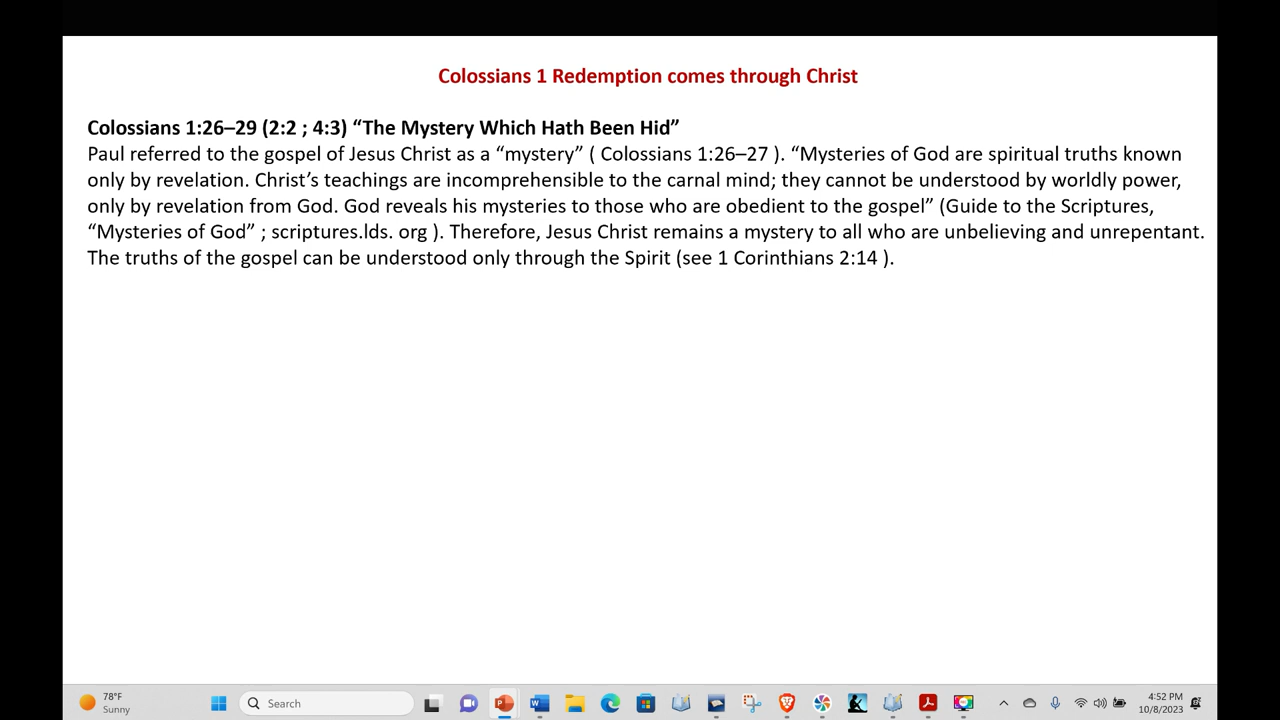 Colossians 1 Redemption comes through Christ
Colossians 1:26–29 (2:2 ; 4:3) “The Mystery Which Hath Been Hid”
Paul referred to the gospel of Jesus Christ as a “mystery” ( Colossians 1:26–27 ). “Mysteries of God are spiritual truths known
only by revelation. Christ’s teachings are incomprehensible to the carnal mind; they cannot be understood by worldly power,
only by revelation from God. God reveals his mysteries to those who are obedient to the gospel” (Guide to the Scriptures,
“Mysteries of God” ; scriptures.lds. org ). Therefore, Jesus Christ remains a mystery to all who are unbelieving and unrepentant.
The truths of the gospel can be understood only through the Spirit (see 1 Corinthians 2:14 ).
78°F
Sunny
Search
4:52 PM
10/8/2023